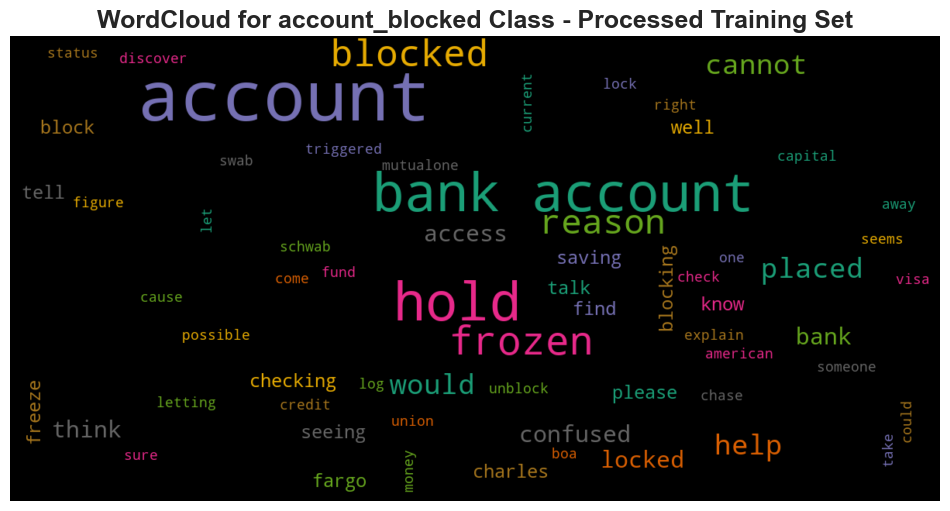 WordCloud for account_blocked Class - Processed Training Set
status
discover
blocked
cannot
account
current
lock
right
block
well
triggered
swab
mutualone
capital
tell
figure
bank account
let
reason
away
access
seems
schwab
saving
blocking
one
come
fund
placed
check
visa
cause
talk
hold
find
know
possible
frozen
explain
bank
american
someone
checking
log
would
unblock
please
chase
freeze
letting
credit
could
think
union
seeing
confused
help
take
sure
boa
locked
money
charles
fargo